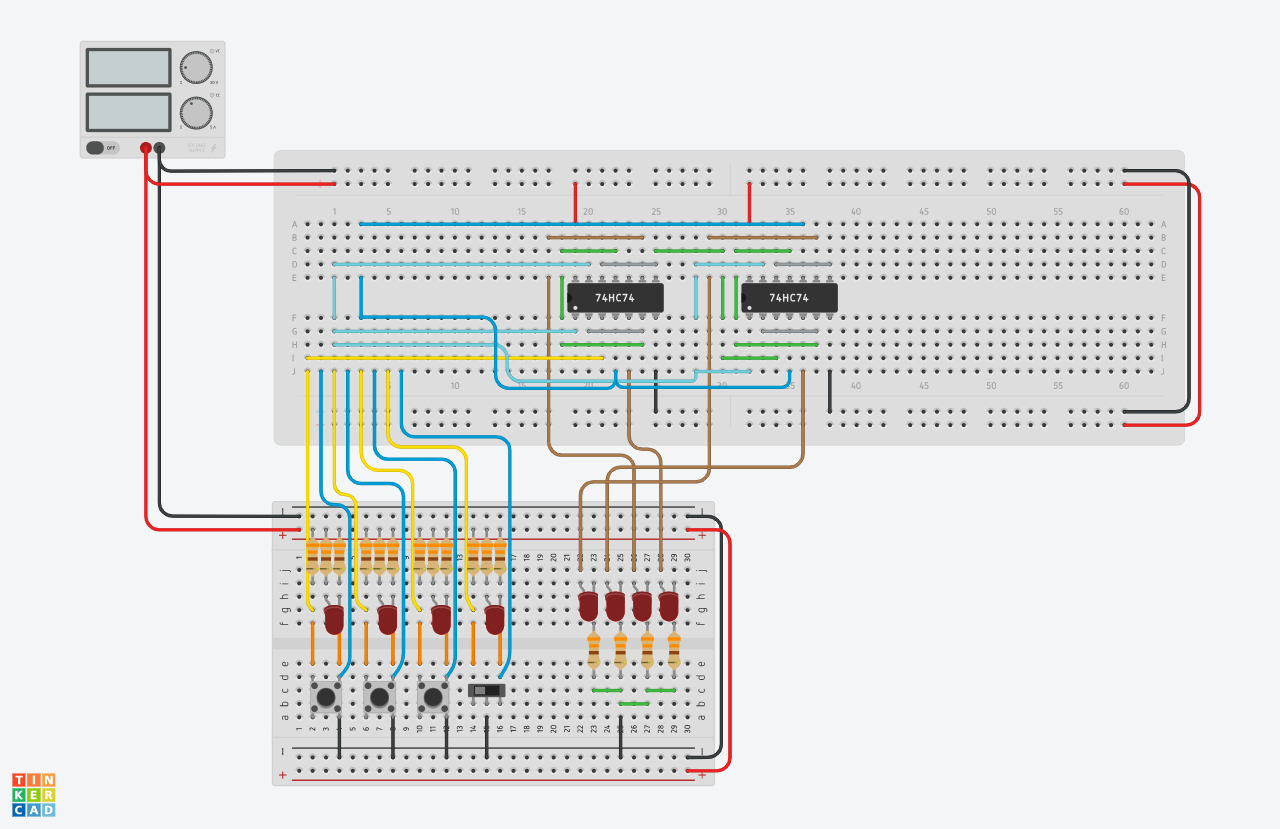 OFF
1 5 10 15 20 25 30 35 40 45 50 55 60
A A
B B
C C
D D
E E
74HC74 74HC74
F F
G G
H H
I I
J J
10 15 40 45 50 55 60
j j
i i
h h
g g
f f
e e
d d
c c
b b
a a
1 2 3 4 5 6 7 8 9 10 11 12 13 14 15 16 17 18 19 20 21 22 23 24 25 26 27 28 29 30
TIN
KER
CAD